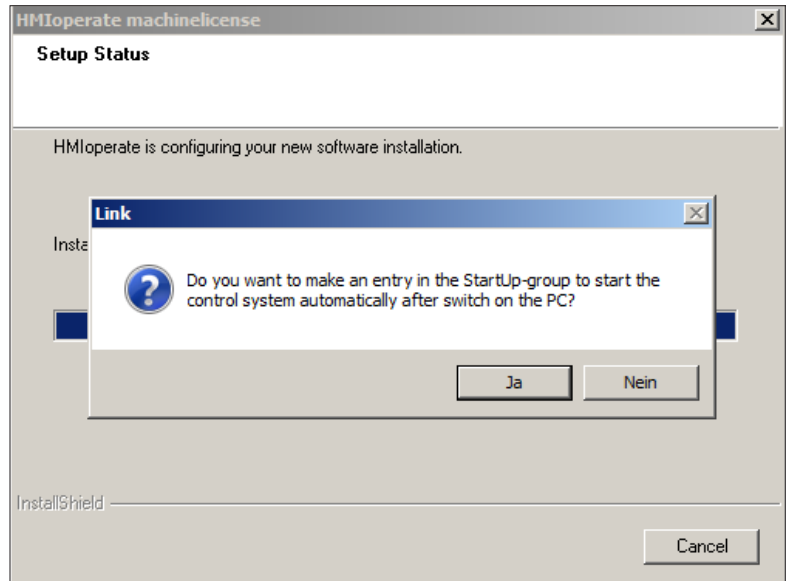 HMIoperate machinelicense
Setup Status
HMIoperate is configuring your new software installation.
Link
Do you want to make an entry in the StartUp-group to start the
control system automatically after switch on the PC?
Ja
Nein
InstallShield
Cancel